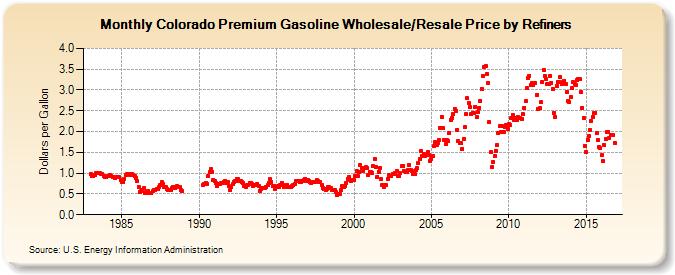 Monthly Colorado Premium Gasoline Wholesale/Resale Price by Refiners
Dollars per Gallon
4.0
3.5
3.0
2.5
2.0
1.5
1.0
0.5
0.0
1985 1990 1995 2000 2005 2010 2015
Source: U.S. Energy Information Administration